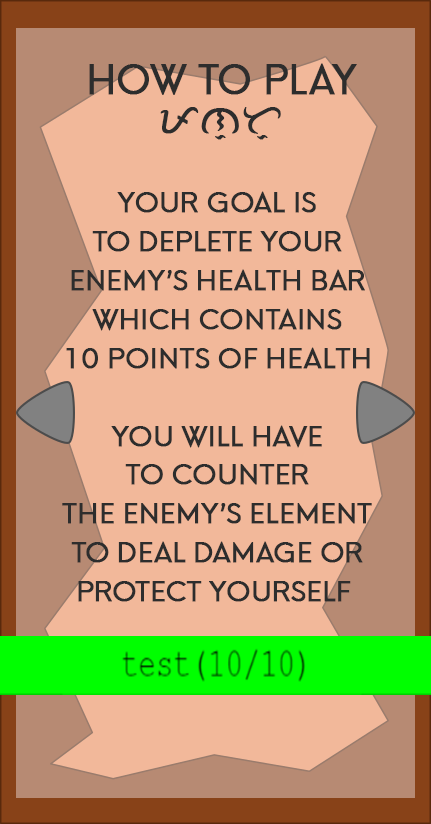 HOW TO PLAY
ᜉᜈᜓᜆᜓ
YOUR GOAL IS
TO DEPLETE YOUR
ENEMY'S HEALTH BAR
WHICH CONTAINS
10 POINTS OF HEALTH
YOU WILL HAVE
TO COUNTER
THE ENEMY'S ELEMENT
TO DEAL DAMAGE OR
PROTECT YOURSELF
test(10/10)